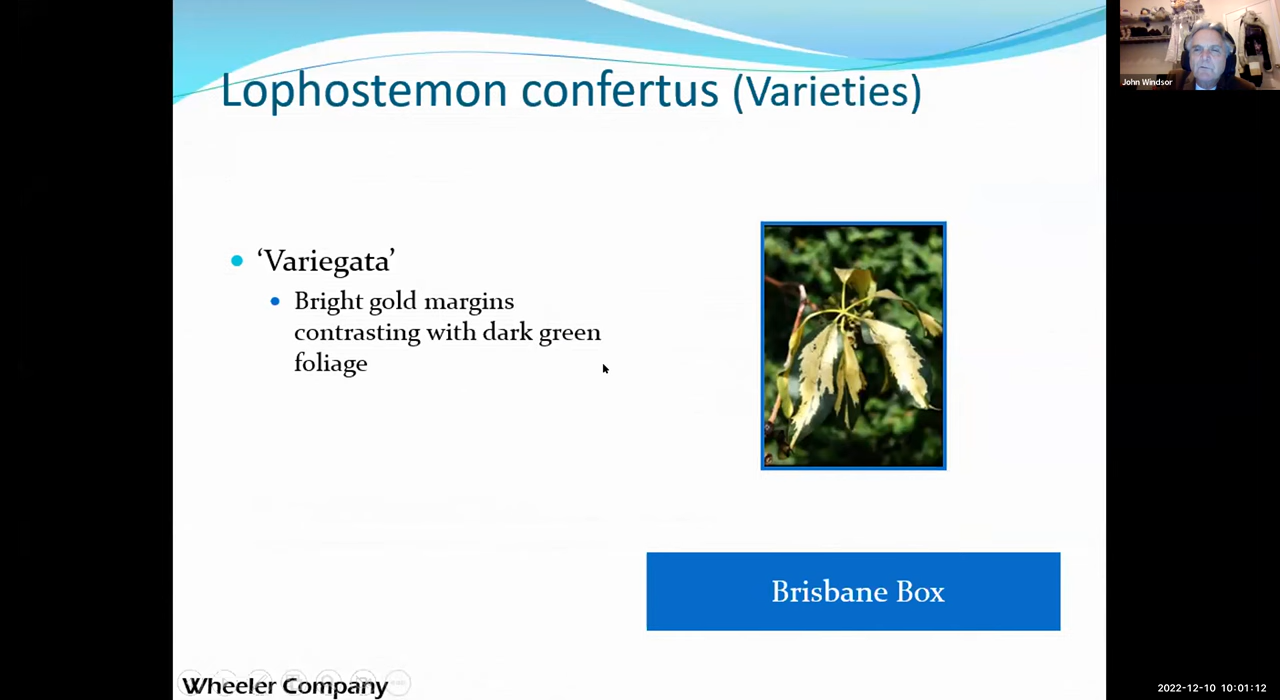 Lophostemon confertus (Varieties)
John Windsor
‘Variegata’
Bright gold margins
contrasting with dark green
foliage
Brisbane Box
Wheeler Company
2022-12-10 10:01:12